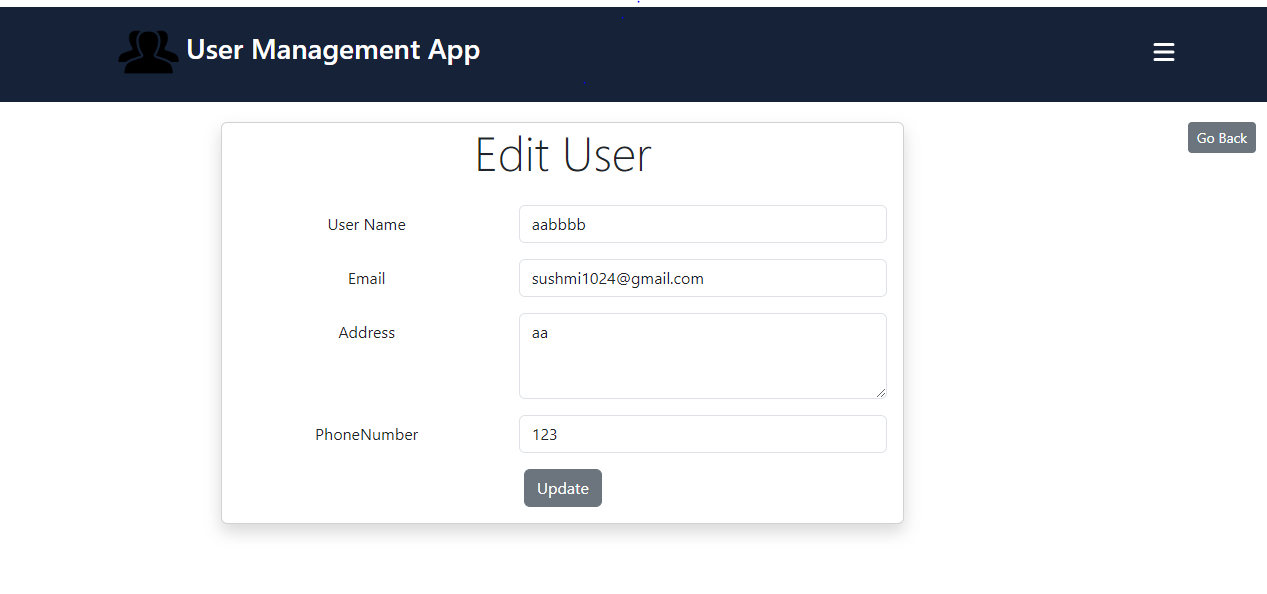 User Management App
Go Back
Edit User
User Name aabbbb
Email sushmi1024@gmail.com
Address aa
PhoneNumber 123
Update